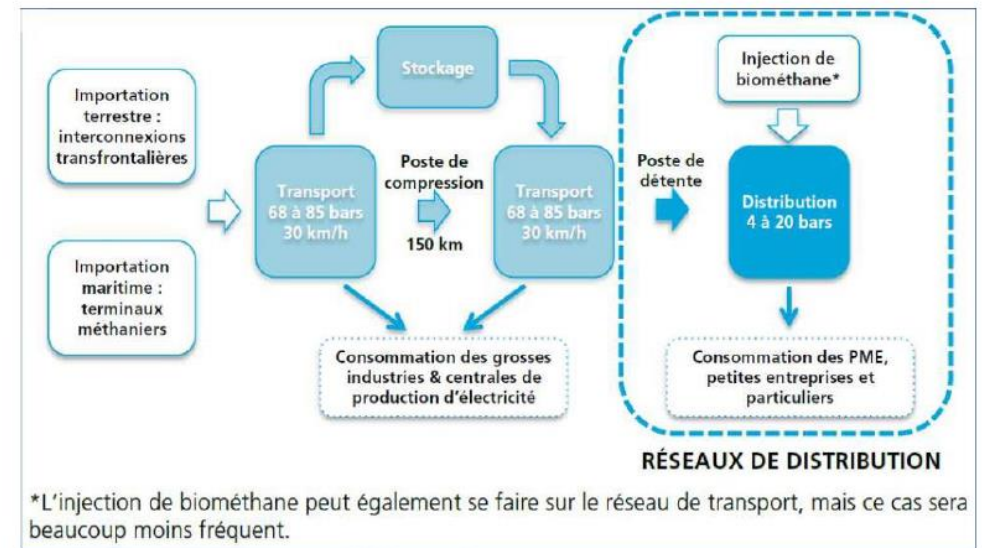 Importation
terrestre :
interconnexions
transfrontalières
Importation
maritime :
terminaux
méthaniers
Stockage
Transport
68 à 85 bars
30 km/h
Poste de
compression
150 km
Transport
68 à 85 bars
30 km/h
Consommation des grosses
industries & centrales de
production d’électricité
Poste de
détente
Injection de
biométhane*
Distribution
4 à 20 bars
Consommation des PME,
petites entreprises et
particuliers
RÉSEAUX DE DISTRIBUTION
*L’injection de biométhane peut également se faire sur le réseau de transport, mais ce cas sera
beaucoup moins fréquent.